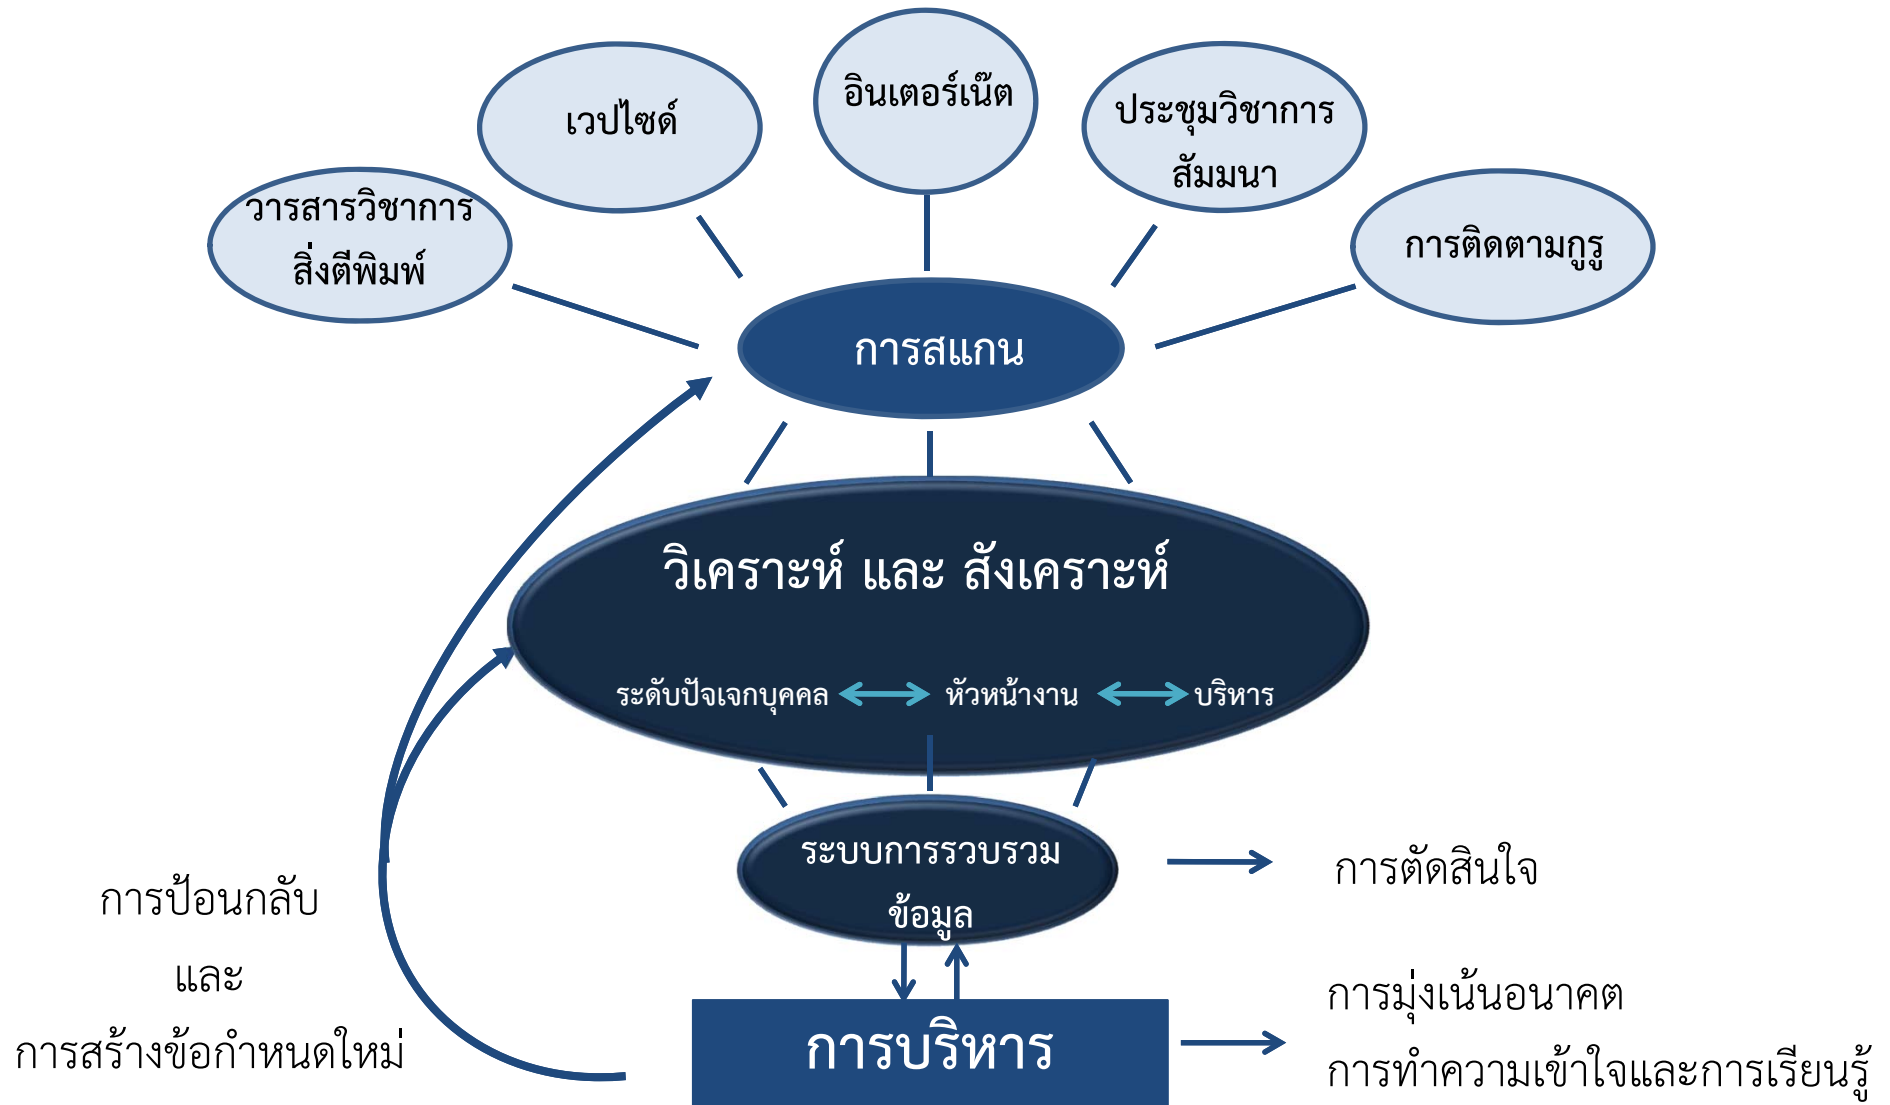 อินเตอร์เน๊ต
เวปไซด์
ประชุมวิชาการ
สัมมนา
วารสารวิชาการ
สิ่งตีพิมพ์
การติดตามกูรู
การสแกน
วิเคราะห์ และ สังเคราะห์
ระดับปัจเจกบุคคล
หัวหน้างาน
บริหาร
ระบบการรวบรวม
ข้อมูล
การตัดสินใจ
การป้อนกลับ
และ
การสร้างข้อกำหนดใหม่
การบริหาร
การมุ่งเน้นอนาคต
การทำความเข้าใจและการเรียนรู้